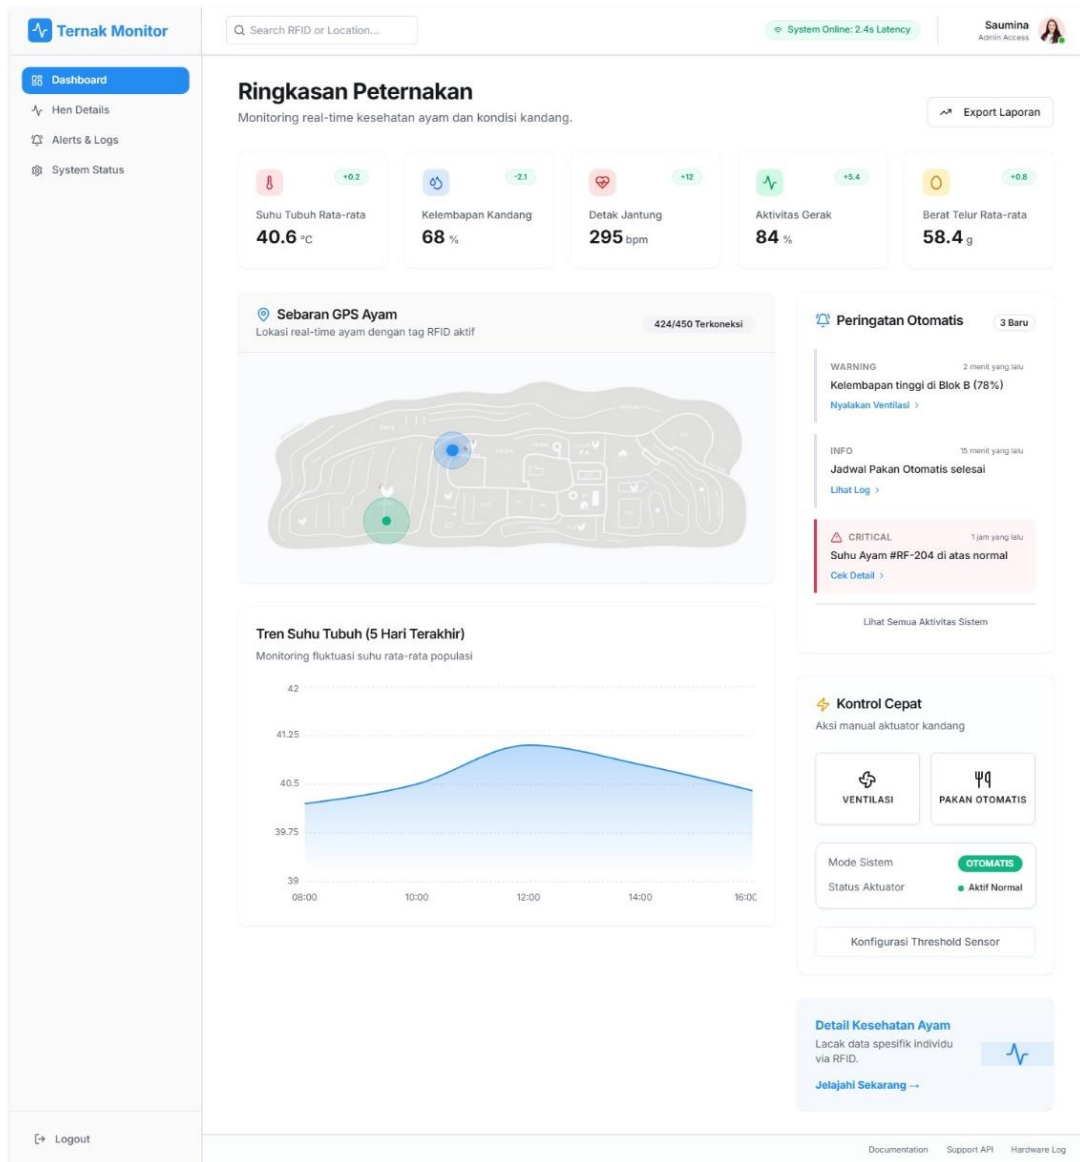 Ternak Monitor
Search RFID or Location...
System Online: 2.4s Latency
Saumina
Admin Access
Dashboard
Hen Details
Alerts & Logs
System Status
Logout
Ringkasan Peternakan
Monitoring real-time kesehatan ayam dan kondisi kandang.
Export Laporan
+0.2
Suhu Tubuh Rata-rata
40.6 °C
-2.1
Kelembapan Kandang
68 %
+12
Detak Jantung
295 bpm
+5.4
Aktivitas Gerak
84 %
+0.8
Berat Telur Rata-rata
58.4 g
Sebaran GPS Ayam
Lokasi real-time ayam dengan tag RFID aktif
424/450 Terkoneksi
Tren Suhu Tubuh (5 Hari Terakhir)
Monitoring fluktuasi suhu rata-rata populasi
42
41.25
40.5
39.75
39
08:00
10:00
12:00
14:00
16:00
Peringatan Otomatis
3 Baru
WARNING
2 menit yang lalu
Kelembapan tinggi di Blok B (78%)
Nyalakan Ventilasi >
INFO
15 menit yang lalu
Jadwal Pakan Otomatis selesai
Lihat Log >
CRITICAL
1 jam yang lalu
Suhu Ayam #RF-204 di atas normal
Cek Detail >
Lihat Semua Aktivitas Sistem
Kontrol Cepat
Aksi manual aktuator kandang
VENTILASI
PAKAN OTOMATIS
Mode Sistem
OTOMATIS
Status Aktuator
Aktif Normal
Konfigurasi Threshold Sensor
Detail Kesehatan Ayam
Lacak data spesifik individu
via RFID.
Jelajahi Sekarang →
Documentation
Support API
Hardware Log